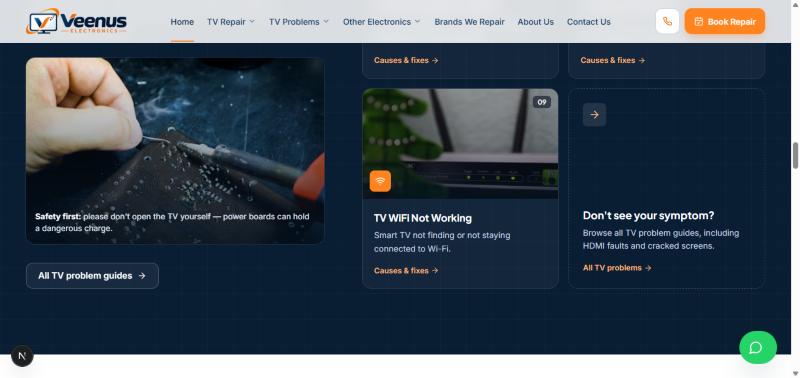 Veenus
ELECTRONICS
Home
TV Repair
TV Problems
Other Electronics
Brands We Repair
About Us
Contact Us
Book Repair
Causes & fixes →
Causes & fixes →
Safety first: please don't open the TV yourself — power boards can hold
a dangerous charge.
All TV problem guides →
09
TV WiFi Not Working
Smart TV not finding or not staying
connected to Wi-Fi.
Causes & fixes →
→
Don't see your symptom?
Browse all TV problem guides, including
HDMI faults and cracked screens.
All TV problems →
N